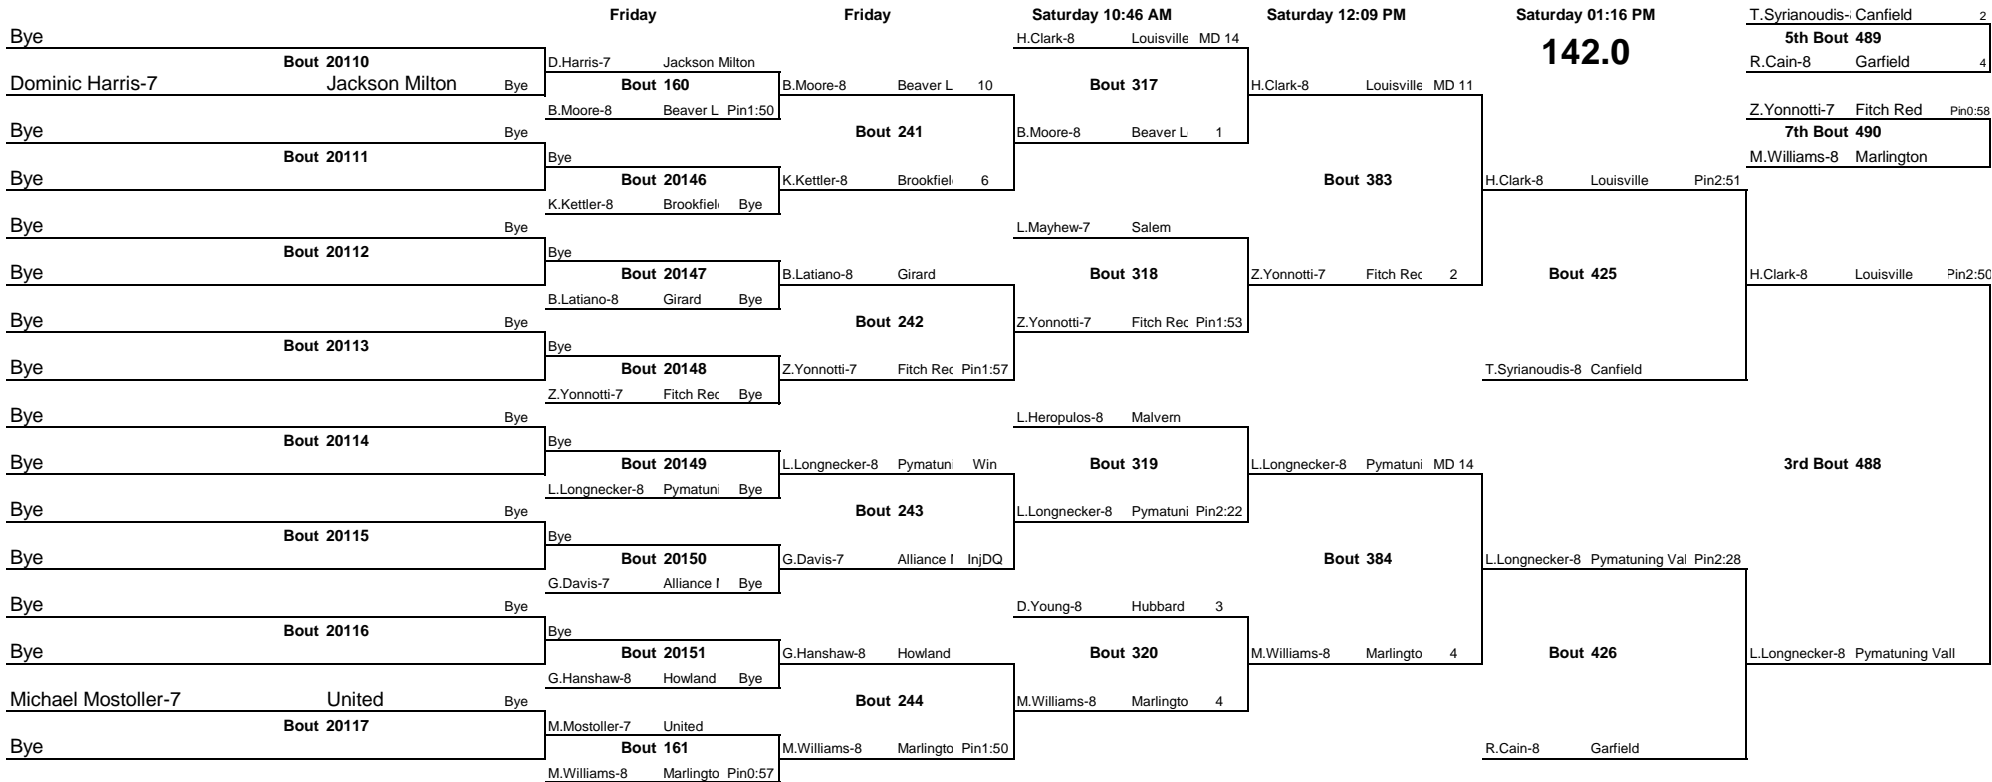 Friday Friday Saturday 10:46 AM Saturday 12:09 PM Saturday 01:16 PM T.Syrianoudis- Canfield 2
Bye H.Clark-8 Louisville MD 14 142.0 5th Bout 489
Bout 20110 D.Harris-7 Jackson Milton R.Cain-8 Garfield 4
Dominic Harris-7 Jackson Milton Bye Bout 160 B.Moore-8 Beaver L 10 Bout 317 H.Clark-8 Louisville MD 11
B.Moore-8 Beaver L Pin1:50 Z.Yonnotti-7 Fitch Red Pin0:58
Bye Bye Bout 241 B.Moore-8 Beaver L 1 7th Bout 490
Bout 20111 Bye M.Williams-8 Marlington
Bye Bout 20146 K.Kettler-8 Brookfiel 6 Bout 383 H.Clark-8 Louisville Pin2:51
K.Kettler-8 Brookfiel Bye
Bye Bye L.Mayhew-7 Salem
Bout 20112 Bye
Bye Bout 20147 B.Latiano-8 Girard Bout 318 Z.Yonnotti-7 Fitch Rec 2 Bout 425 H.Clark-8 Louisville Pin2:50
B.Latiano-8 Girard Bye
Bye Bye Bout 242 Z.Yonnotti-7 Fitch Rec Pin1:53
Bout 20113 Bye
Bye Bout 20148 Z.Yonnotti-7 Fitch Rec Pin1:57 T.Syrianoudis-8 Canfield
Z.Yonnotti-7 Fitch Rec Bye
Bye Bye L.Heropulos-8 Malvern
Bout 20114 Bye
Bye Bout 20149 L.Longnecker-8 Pymatuni Win Bout 319 L.Longnecker-8 Pymatuni MD 14 3rd Bout 488
L.Longnecker-8 Pymatuni Bye
Bye Bye Bout 243 L.Longnecker-8 Pymatuni Pin2:22
Bout 20115 Bye
Bye Bout 20150 G.Davis-7 Alliance InjDQ Bout 384 L.Longnecker-8 Pymatuning Val Pin2:28
G.Davis-7 Alliance Bye
Bye Bye D.Young-8 Hubbard 3
Bout 20116 Bye
Bye Bout 20151 G.Hanshaw-8 Howland Bout 320 M.Williams-8 Marlingto 4 Bout 426 L.Longnecker-8 Pymatuning Vall
G.Hanshaw-8 Howland Bye
Michael Mostoller-7 United Bye Bout 244 M.Williams-8 Marlingto 4
Bout 20117 M.Mostoller-7 United
Bye Bout 161 M.Williams-8 Marlingto Pin1:50 R.Cain-8 Garfield
M.Williams-8 Marlingto Pin0:57